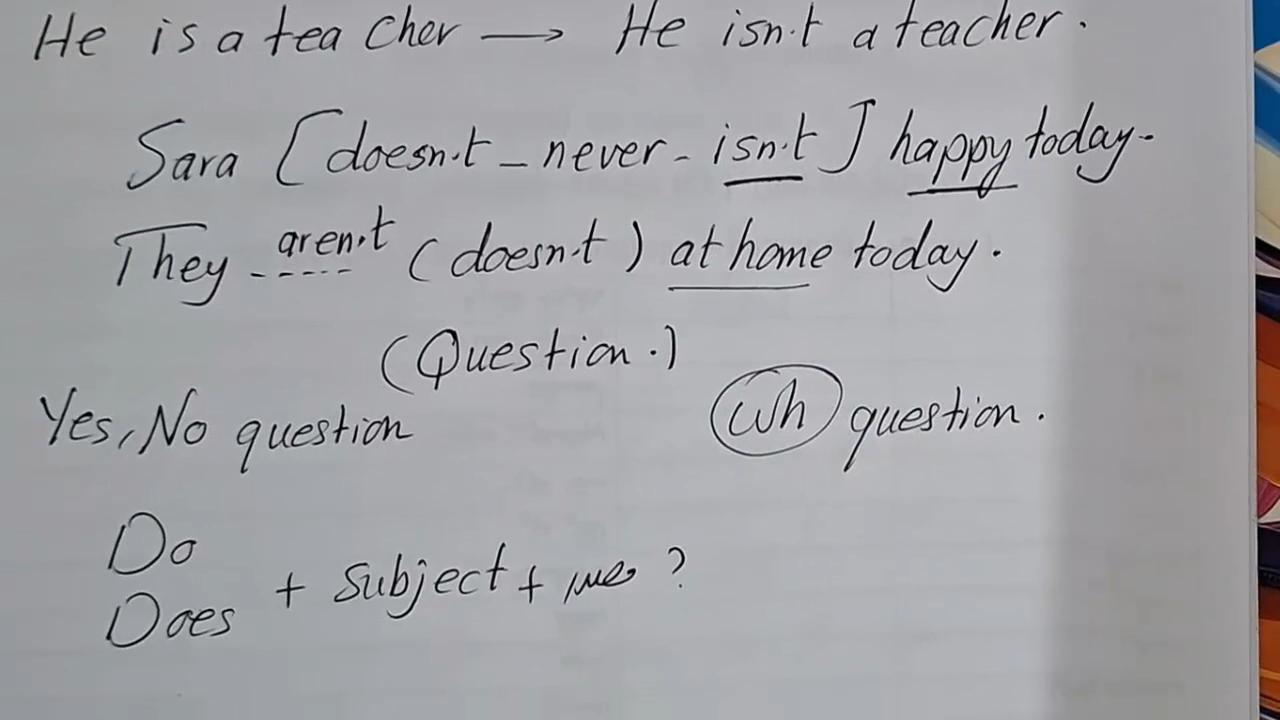 He is a teacher → He isn't a teacher.
Sara [doesn't - never - isn't] happy today.
They aren't (doesn't) at home today.
(Question.)
Yes, No question
Wh question.
Do
Does + Subject + ?